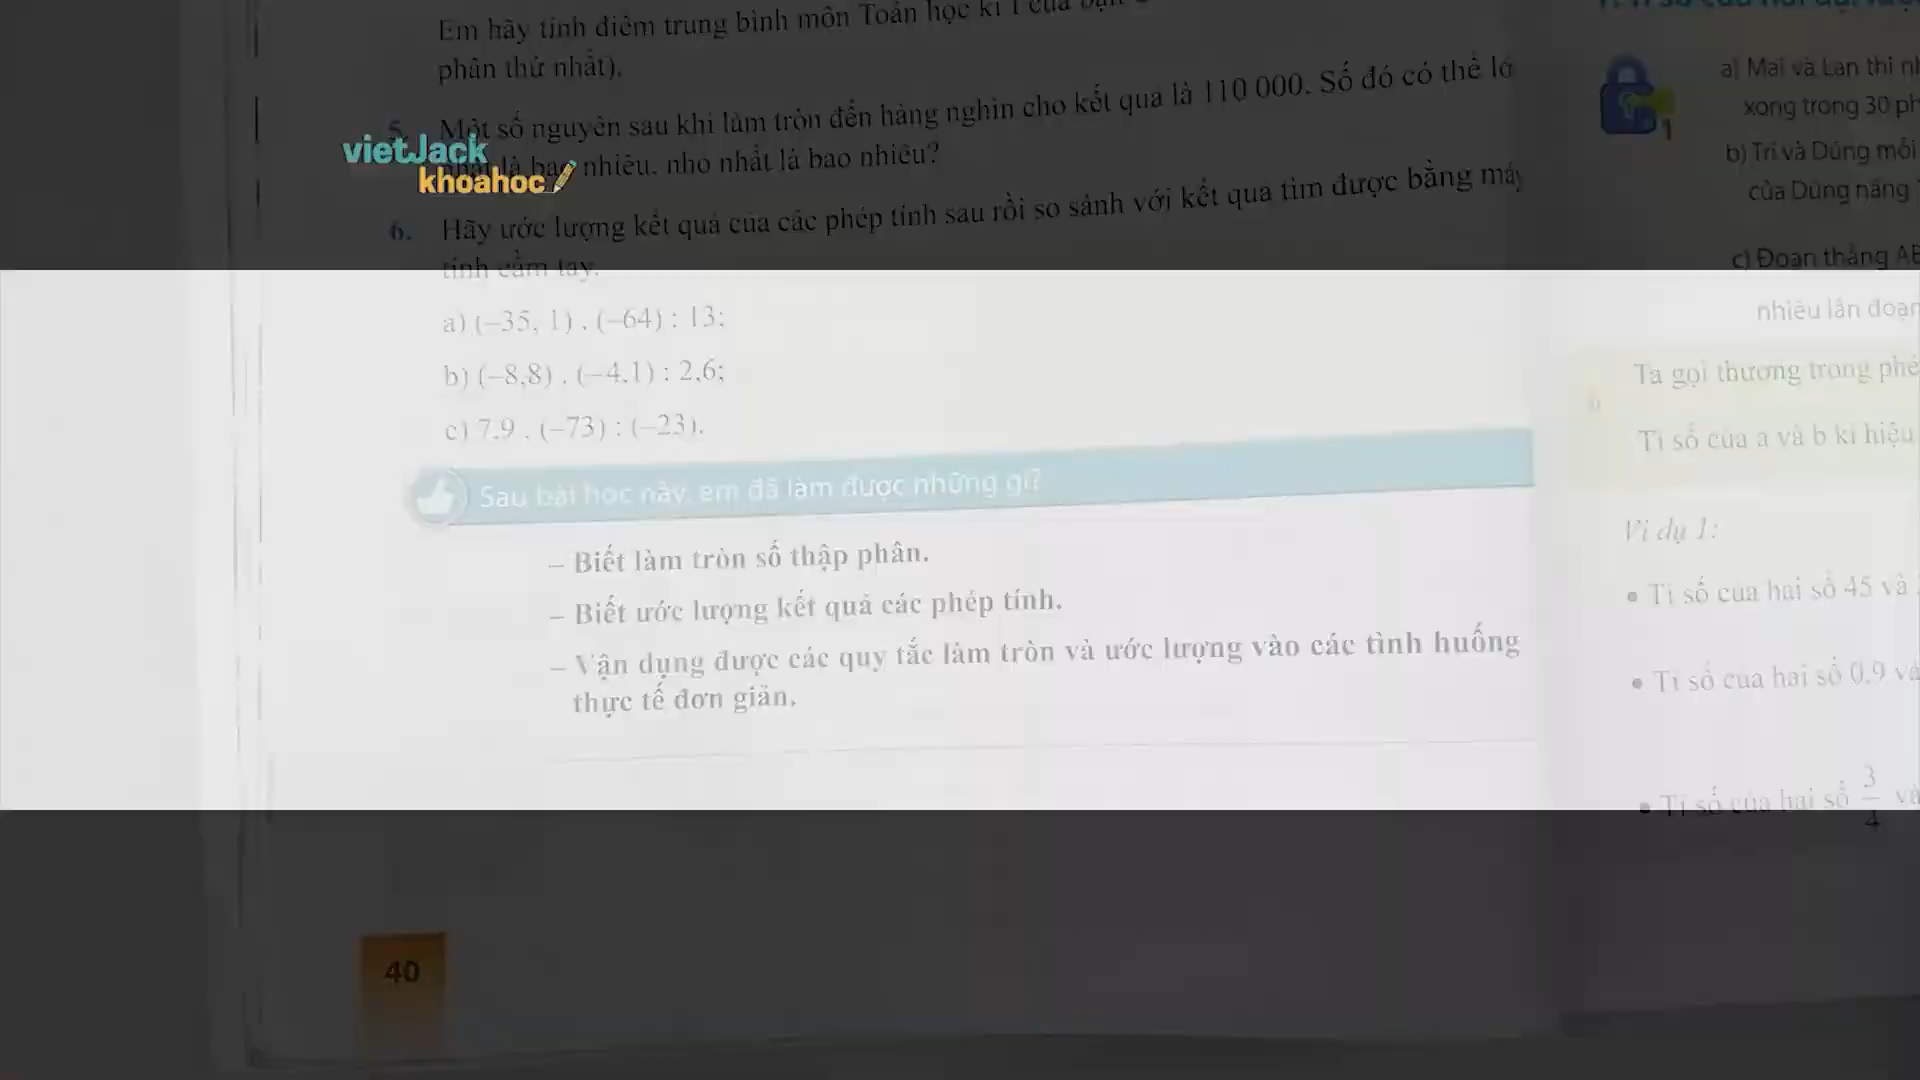 Em hãy tính điểm trung bình môn Toán học kì I của bạn
phân thứ nhất).
5. Một số nguyên sau khi làm tròn đến hàng nghìn cho kết quả là 110 000. Số đó có thể
nhất là bao nhiêu, nhỏ nhất là bao nhiêu?
vietJack
khoahoc
6. Hãy ước lượng kết quả của các phép tính sau rồi so sánh với kết quả tìm được bằng máy
tính cầm tay.
a) (–35, 1) . (–64) : 13;
b) (–8,8) . (–4,1) : 2,6;
c) 7,9 . (–73) : (–23).
Sau bài học này, em đã làm được những gì?
– Biết làm tròn số thập phân.
– Biết ước lượng kết quả các phép tính.
– Vận dụng được các quy tắc làm tròn và ước lượng vào các tình huống
thực tế đơn giản.
40
a) Mai và Lan thi
xong trong 30
b) Trí và Dũng mỗi
của Dũng nặng
c) Đoạn thẳng
nhiêu lần đoạn
Ta gọi thương trong
Tỉ số của a và b kí hiệu
Ví dụ 1:
• Tỉ số của hai số 45 và
• Tỉ số của hai số 0,9
• Tỉ số của hai số 3/4